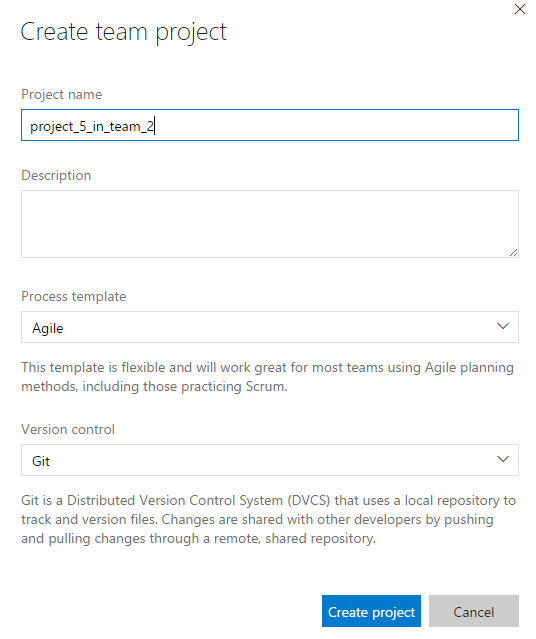 Create team project
Project name
project_5_in_team_2
Description
Process template
Agile
This template is flexible and will work great for most teams using Agile planning
methods, including those practicing Scrum.
Version control
Git
Git is a Distributed Version Control System (DVCS) that uses a local repository to
track and version files. Changes are shared with other developers by pushing
and pulling changes through a remote, shared repository.
Create project
Cancel